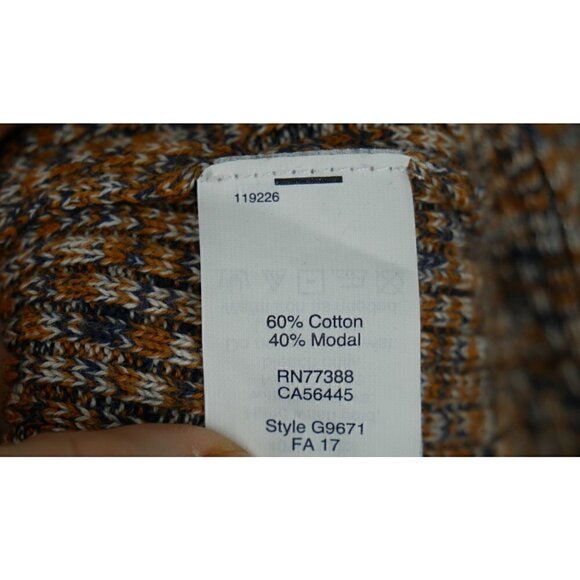 119226
60% Cotton
40% Modal
RN77388
CA56445
Style G9671
FA 17